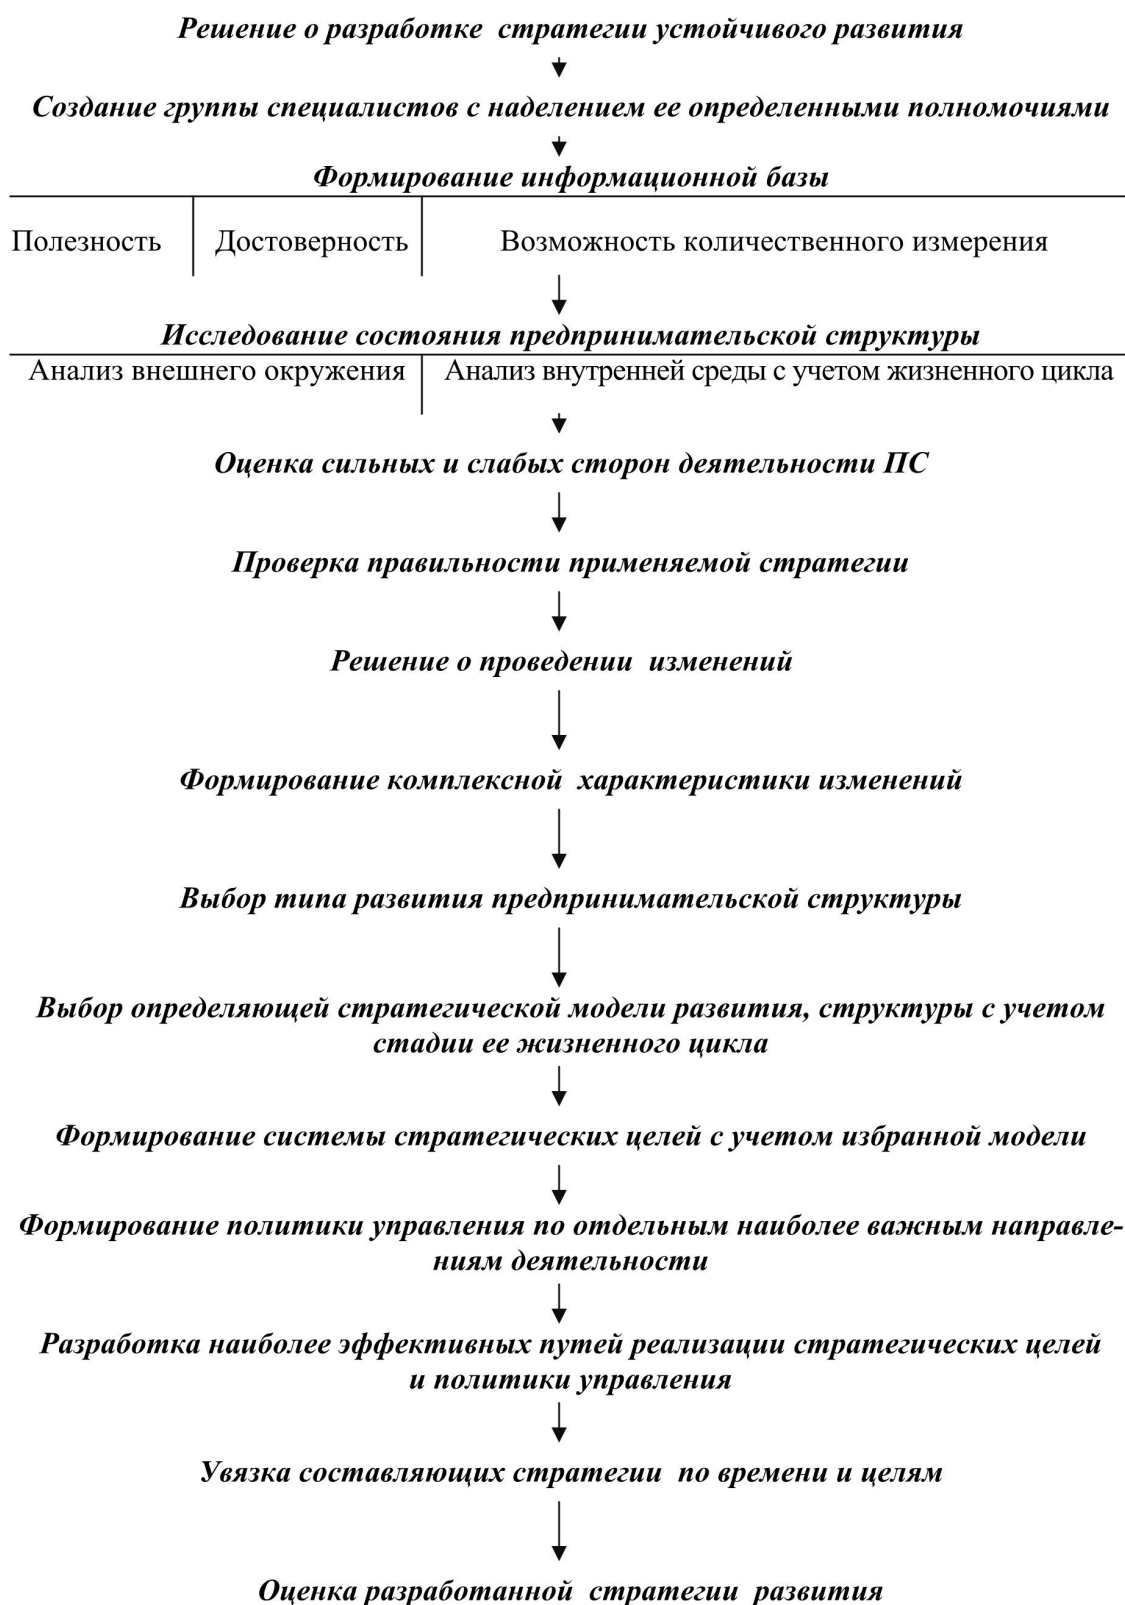 Решение о разработке стратегии устойчивого развития
Создание группы специалистов с наделением ее определенными полномочиями
Формирование информационной базы
Полезность Достоверность Возможность количественного измерения
Исследование состояния предпринимательской структуры
Анализ внешнего окружения Анализ внутренней среды с учетом жизненного цикла
Оценка сильных и слабых сторон деятельности ПС
Проверка правильности применяемой стратегии
Решение о проведении изменений
Формирование комплексной характеристики изменений
Выбор типа развития предпринимательской структуры
Выбор определяющей стратегической модели развития, структуры с учетом
стадии ее жизненного цикла
Формирование системы стратегических целей с учетом избранной модели
Формирование политики управления по отдельным наиболее важным направле-
ниям деятельности
Разработка наиболее эффективных путей реализации стратегических целей
и политики управления
Увязка составляющих стратегии по времени и целям
Оценка разработанной стратегии развития